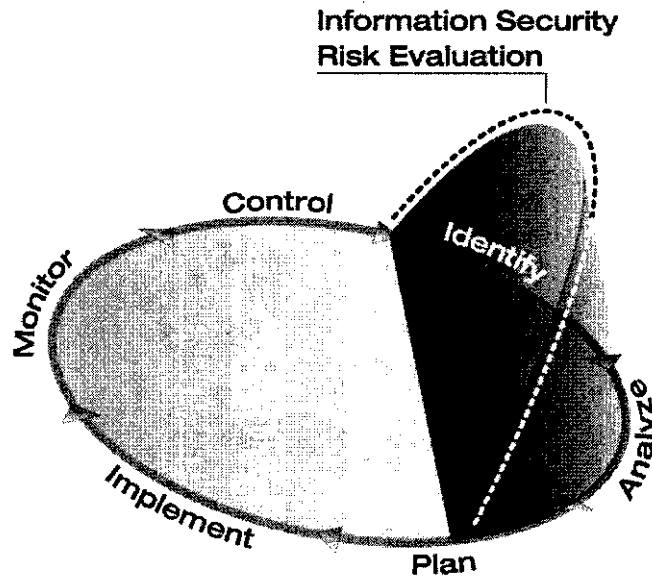 Information Security
Risk Evaluation
Control
Identify
Monitor
Analyze
Implement
Plan